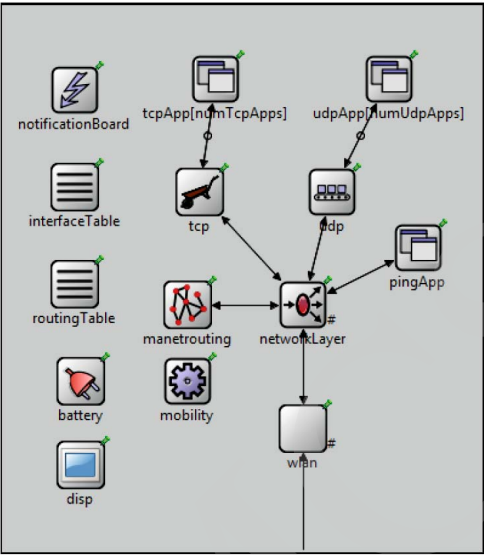 tcpApp[numTcpApps]
udpApp[numUdpApps]
notificationBoard
interfaceTable
tcp
udp
pingApp
routingTable
manetrouting
networkLayer
#
battery
mobility
wlan
#
disp